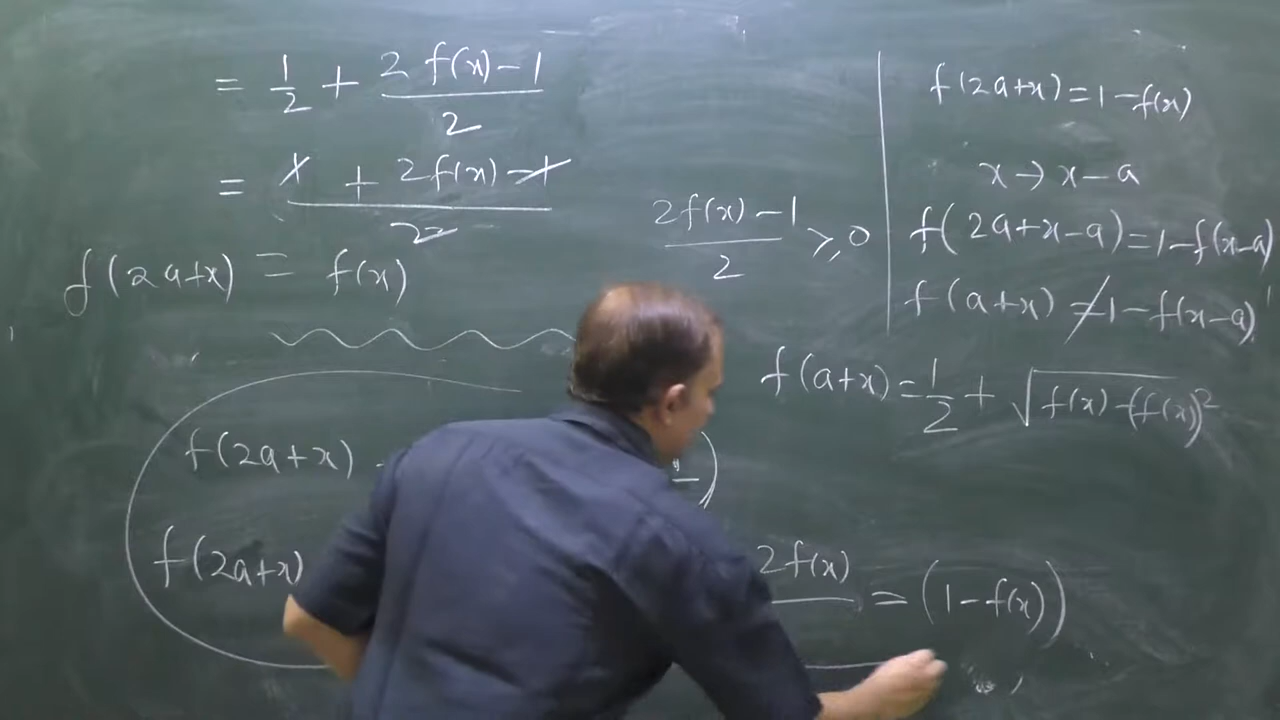 = 1/2 + (2 f(x) - 1)/2
= (1 + 2f(x) - 1)/2
f(2a+x) = f(x)
(2f(x) - 1)/2 ⩾ 0
f(2a+x)
f(2a+x)
2f(x)
= (1-f(x))
f(2a+x) = 1-f(x)
x → x-a
f(2a+x-a) = 1-f(x-a)
f(a+x) ≠ 1-f(x-a)
f(a+x) = 1/2 + √(f(x) - (f(x))²)